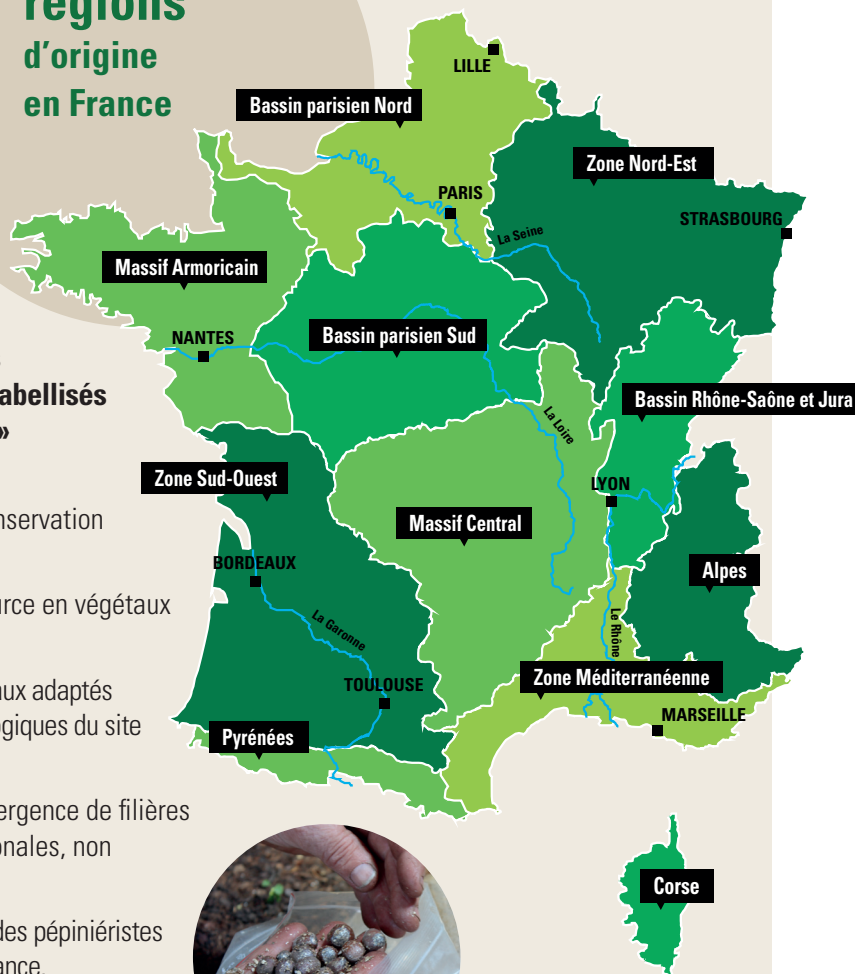 régions
d’origine
en France
LILLE
Bassin parisien Nord
Zone Nord-Est
PARIS
STRASBOURG
La Seine
Massif Armoricain
NANTES
Bassin parisien Sud
abellisés
»
Bassin Rhône-Saône et Jura
La Loire
Zone Sud-Ouest
LYON
nservation
Massif Central
BORDEAUX
Alpes
urce en végétaux
La Garonne
Le Rhône
TOULOUSE
Zone Méditerranéenne
aux adaptés
MARSEILLE
ogiques du site
Pyrénées
ergence de filières
onales, non
Corse
des pépiniéristes
ance.